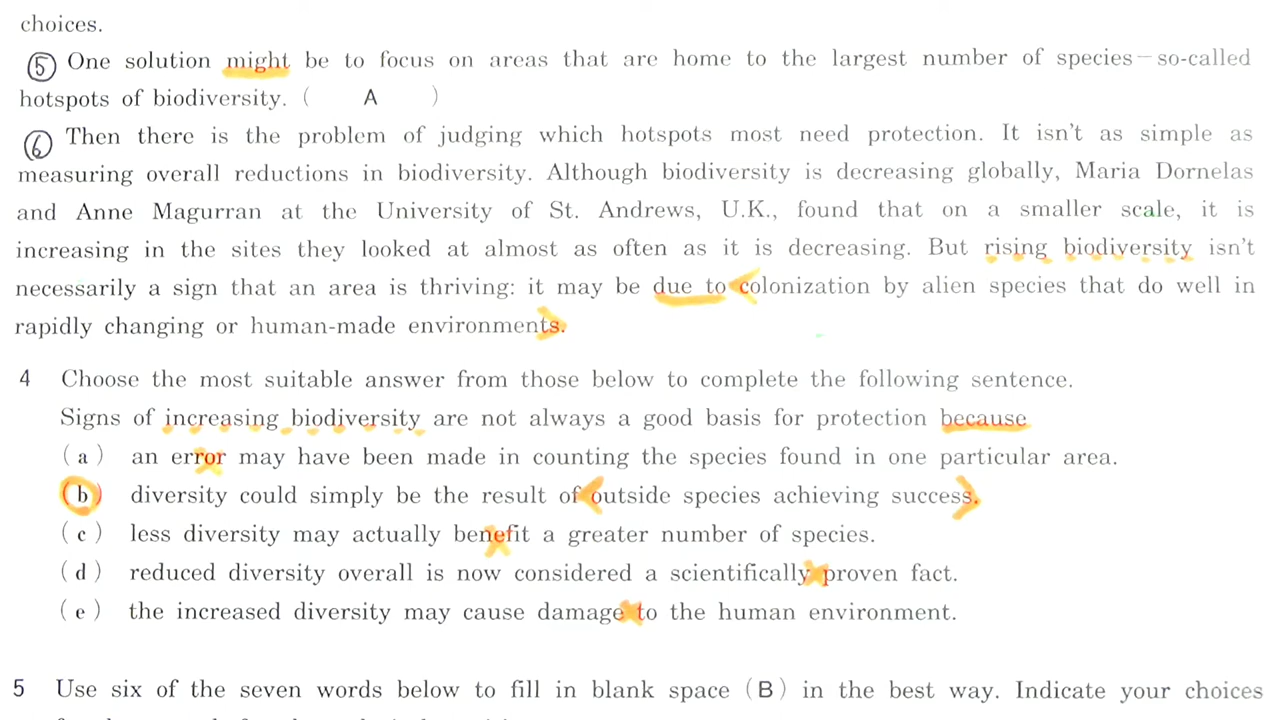 choices.
⑤ One solution might be to focus on areas that are home to the largest number of species—so-called
hotspots of biodiversity. ( A )
⑥ Then there is the problem of judging which hotspots most need protection. It isn't as simple as
measuring overall reductions in biodiversity. Although biodiversity is decreasing globally, Maria Dornelas
and Anne Magurran at the University of St. Andrews, U.K., found that on a smaller scale, it is
increasing in the sites they looked at almost as often as it is decreasing. But rising biodiversity isn't
necessarily a sign that an area is thriving: it may be due to colonization by alien species that do well in
rapidly changing or human-made environments.
4 Choose the most suitable answer from those below to complete the following sentence.
Signs of increasing biodiversity are not always a good basis for protection because
(a) an error may have been made in counting the species found in one particular area.
(b) diversity could simply be the result of outside species achieving success.
(c) less diversity may actually benefit a greater number of species.
(d) reduced diversity overall is now considered a scientifically proven fact.
(e) the increased diversity may cause damage to the human environment.
5 Use six of the seven words below to fill in blank space (B) in the best way. Indicate your choices